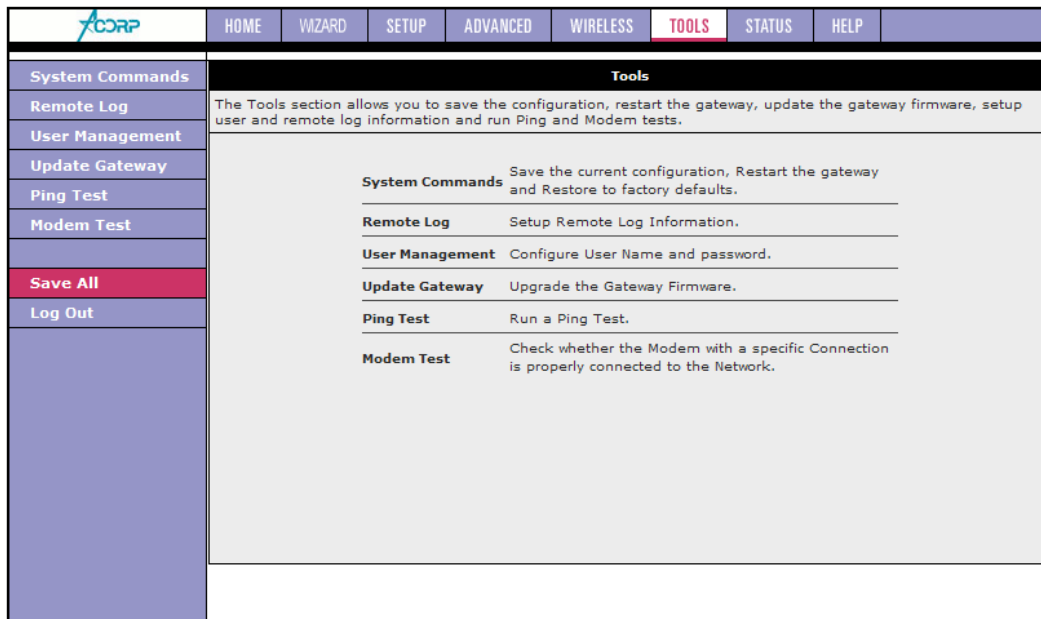 ACORP
HOME WIZARD SETUP ADVANCED WIRELESS TOOLS STATUS HELP
System Commands
Remote Log
User Management
Update Gateway
Ping Test
Modem Test
Save All
Log Out
Tools
The Tools section allows you to save the configuration, restart the gateway, update the gateway firmware, setup
user and remote log information and run Ping and Modem tests.
System Commands Save the current configuration, Restart the gateway
and Restore to factory defaults.
Remote Log Setup Remote Log Information.
User Management Configure User Name and password.
Update Gateway Upgrade the Gateway Firmware.
Ping Test Run a Ping Test.
Modem Test Check whether the Modem with a specific Connection
is properly connected to the Network.